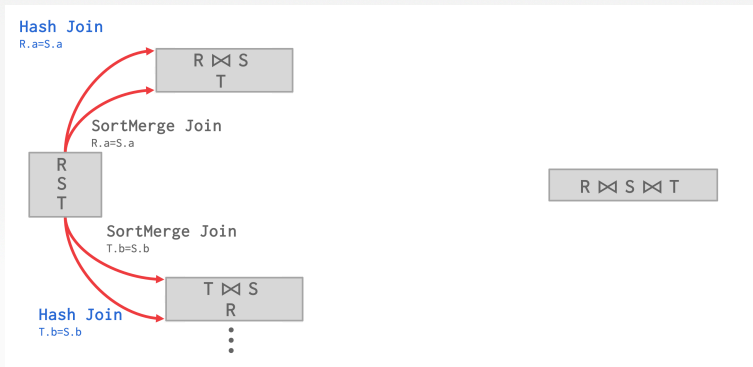 Hash Join
R.a=S.a
R ⋈ S
T
SortMerge Join
R.a=S.a
R
S
T
R ⋈ S ⋈ T
SortMerge Join
T.b=S.b
T ⋈ S
R
Hash Join
T.b=S.b